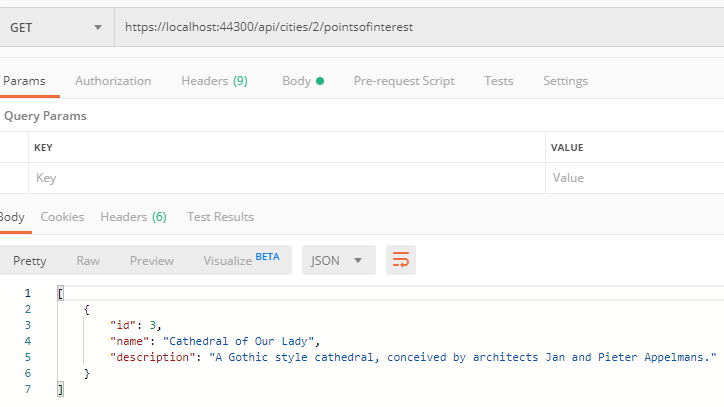 GET https://localhost:44300/api/cities/2/pointsofinterest
Params Authorization Headers (9) Body Pre-request Script Tests Settings
Query Params
KEY VALUE
Key Value
Body Cookies Headers (6) Test Results
Pretty Raw Preview Visualize BETA JSON
1 [
2 {
3 "id": 3,
4 "name": "Cathedral of Our Lady",
5 "description": "A Gothic style cathedral, conceived by architects Jan and Pieter Appelmans."
6 }
7 ]